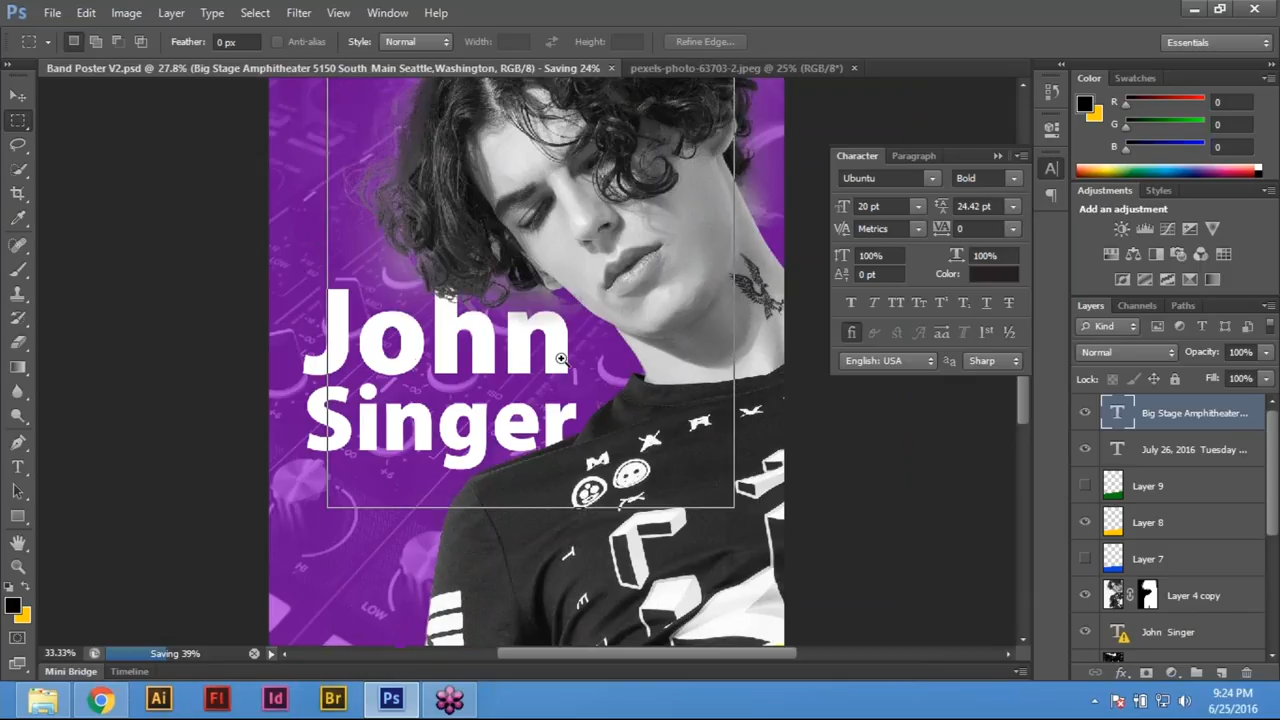 Ps File Edit Image Layer Type Select Filter View Window Help
Feather: 0 px Anti-alias Style: Normal Width: Height: Refine Edge... Essentials
Band Poster V2.psd @ 27.8% (Big Stage Amphitheater 5150 South Main Seattle,Washington, RGB/8) - Saving 24% × pexels-photo-63703-2.jpeg @ 25% (RGB/8*) ×
Color Swatches
R 0
G 0
B 0
Character Paragraph
Ubuntu Bold
20 pt 24.42 pt
Metrics 0
100% 100%
0 pt Color:
English: USA Sharp
Adjustments Styles
Add an adjustment
Layers Channels Paths
Kind
Normal Opacity: 100%
Lock: Fill: 100%
Big Stage Amphitheater...
July 26, 2016 Tuesday ...
Layer 9
Layer 8
Layer 7
Layer 4 copy
John Singer
John
Singer
MARX
HI
LOW
33.33% Saving 39%
Mini Bridge Timeline
Ai Fl Id Br Ps
9:24 PM
6/25/2016